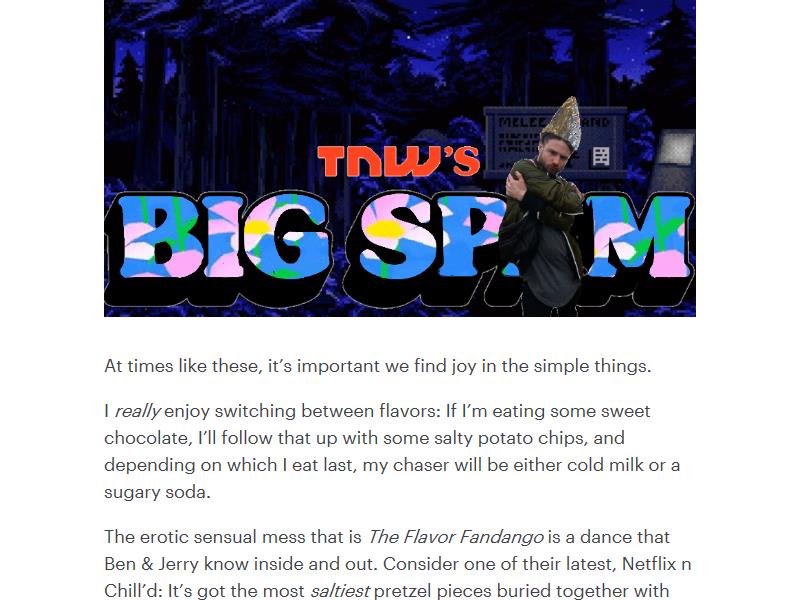 MELEE ISLAND
TNW'S
BIG SPAM
At times like these, it's important we find joy in the simple things.
I really enjoy switching between flavors: If I'm eating some sweet
chocolate, I'll follow that up with some salty potato chips, and
depending on which I eat last, my chaser will be either cold milk or a
sugary soda.
The erotic sensual mess that is The Flavor Fandango is a dance that
Ben & Jerry know inside and out. Consider one of their latest, Netflix n
Chill'd: It's got the most saltiest pretzel pieces buried together with